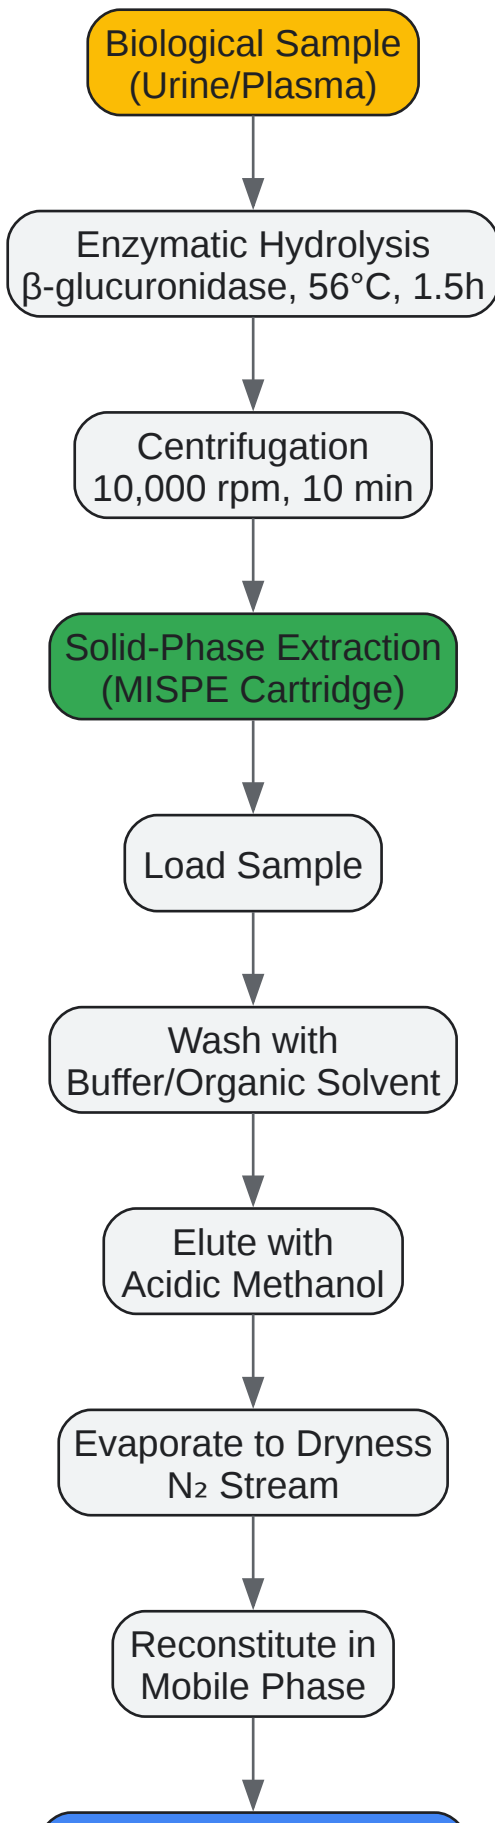 Biological Sample
(Urine/Plasma)
Enzymatic Hydrolysis
β-glucuronidase, 56°C, 1.5h
Centrifugation
10,000 rpm, 10 min
Solid-Phase Extraction
(MISPE Cartridge)
Load Sample
Wash with
Buffer/Organic Solvent
Elute with
Acidic Methanol
Evaporate to Dryness
N₂ Stream
Reconstitute in
Mobile Phase